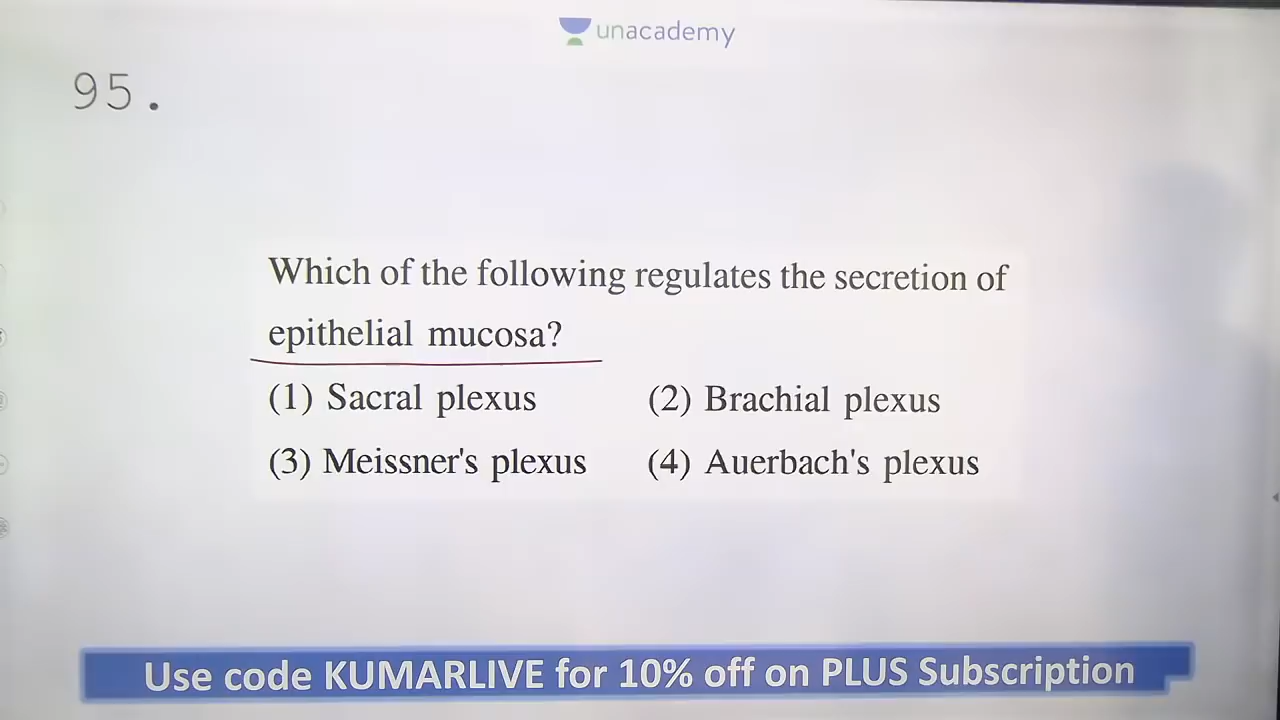 unacademy
95.
Which of the following regulates the secretion of
epithelial mucosa?
(1) Sacral plexus (2) Brachial plexus
(3) Meissner's plexus (4) Auerbach's plexus
Use code KUMARLIVE for 10% off on PLUS Subscription